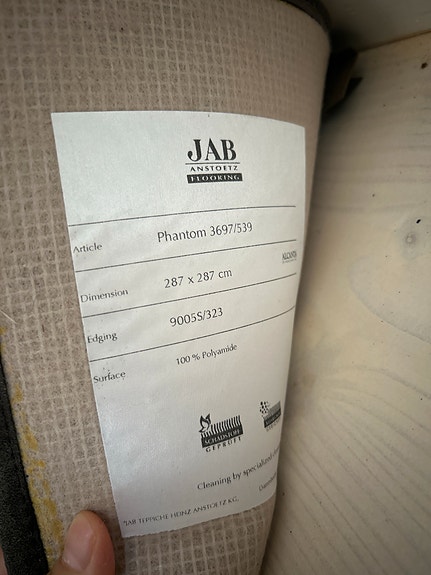 JAB
ANSTOETZ
FLOORING
Article Phantom 3697/539
Dimension 287 x 287 cm
Edging 9005S/323
Surface 100 % Polyamide
SCHADSTOFF
GEPRÜFT
Cleaning by
JAB TEPPICHE HEINZ ANSTOETZ KG,